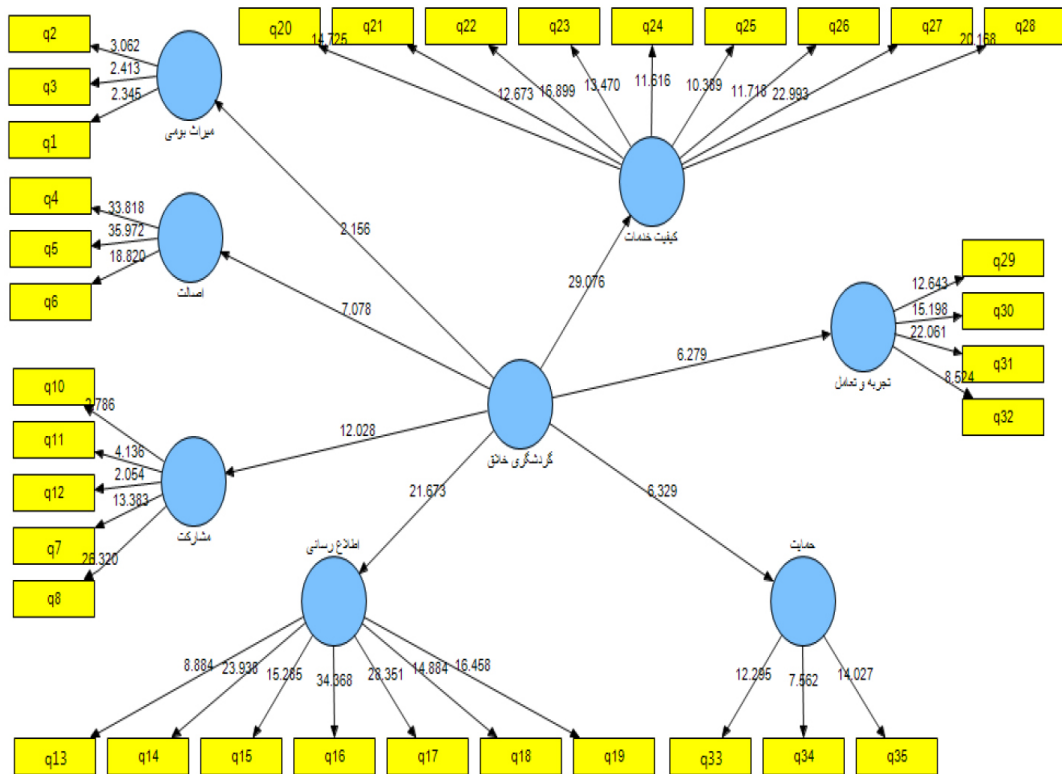 q20
q21
q22
q23
q24
q25
q26
q27
q28
14.725
12.673
16.899
13.470
11.616
10.389
11.718
22.993
20.168
کیفیت خدمات
q2
q3
q1
3.062
2.413
2.345
میراث بومی
q4
q5
q6
33.818
35.972
18.820
اصالت
2.156
7.078
29.076
6.279
12.028
21.673
6.329
گردشگری خلاق
q29
q30
q31
q32
12.643
15.198
22.061
8.524
تجربه و تعامل
q10
q11
q12
q7
q8
4.136
2.054
13.383
26.320
مشارکت
اطلاع رسانی
8.884
23.938
15.285
34.368
28.351
14.884
16.458
q13
q14
q15
q16
q17
q18
q19
حمایت
12.295
7.562
14.027
q33
q34
q35